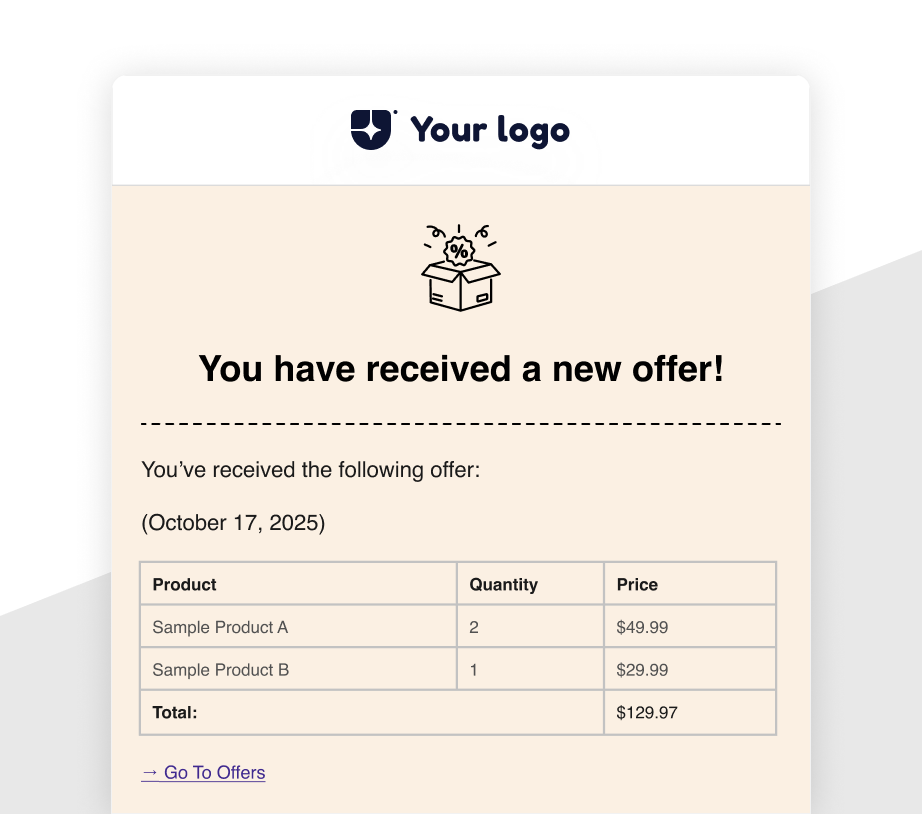 Your logo
%
You have received a new offer!
You’ve received the following offer:
(October 17, 2025)
Product Quantity Price
Sample Product A 2 $49.99
Sample Product B 1 $29.99
Total: $129.97
→ Go To Offers